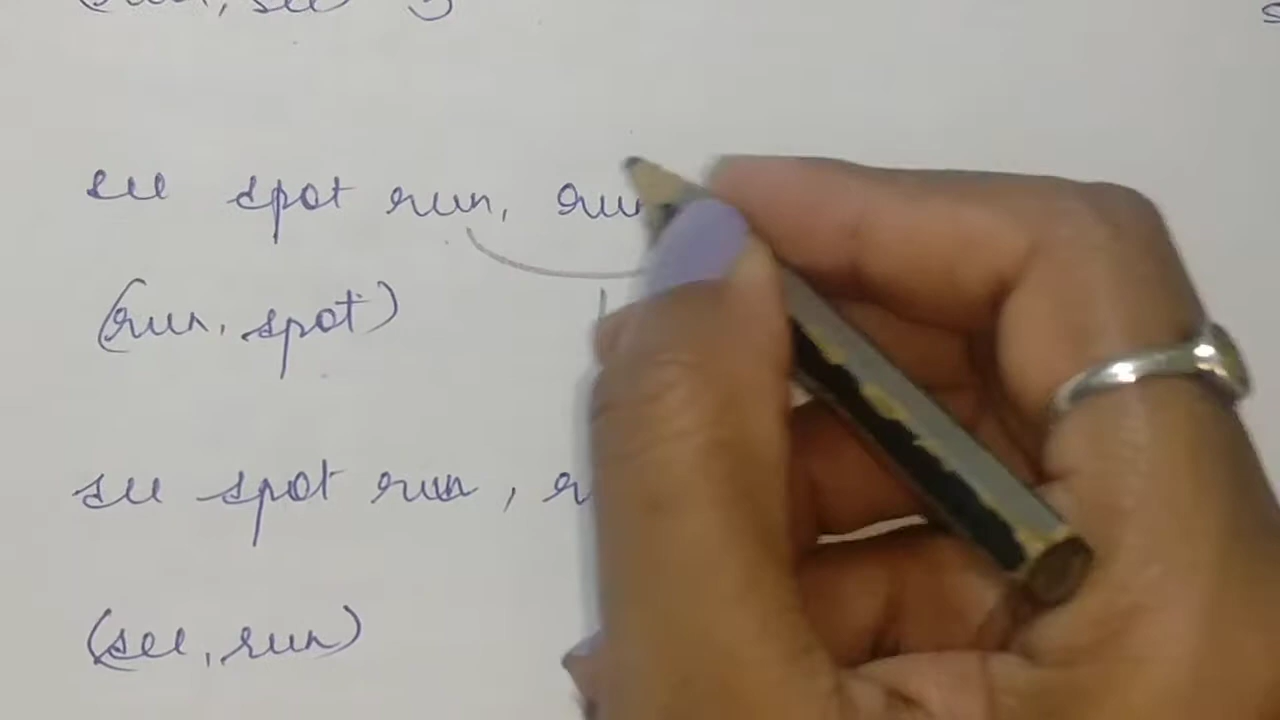 see spot run, run
(run, spot)
see spot run, r
(see, run)